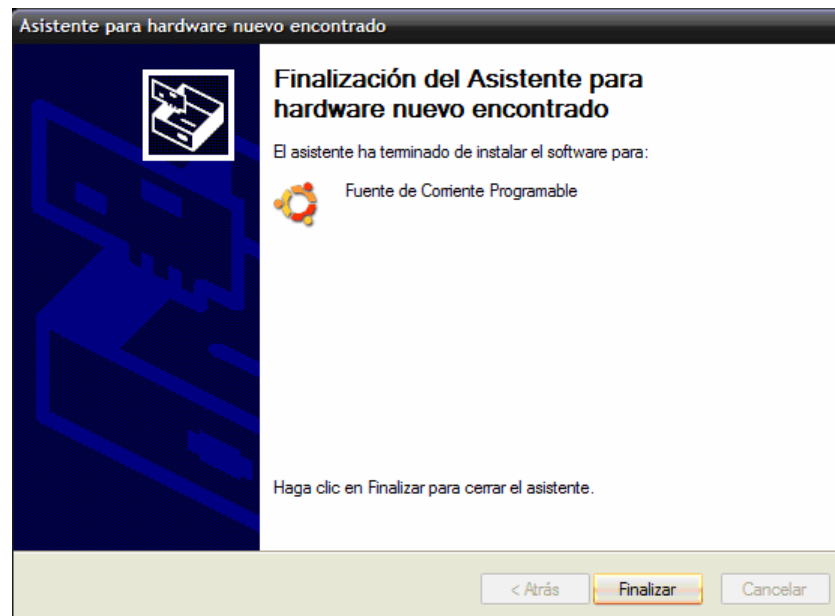 Asistente para hardware nuevo encontrado
Finalización del Asistente para
hardware nuevo encontrado
El asistente ha terminado de instalar el software para:
Fuente de Corriente Programable
Haga clic en Finalizar para cerrar el asistente.
< Atrás
Finalizar
Cancelar